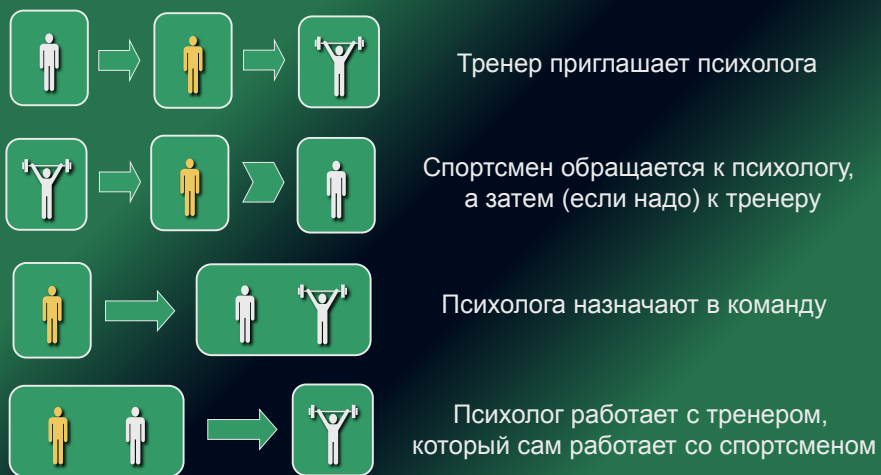 Тренер приглашает психолога
Спортсмен обращается к психологу,
а затем (если надо) к тренеру
Психолога назначают в команду
Психолог работает с тренером,
который сам работает со спортсменом